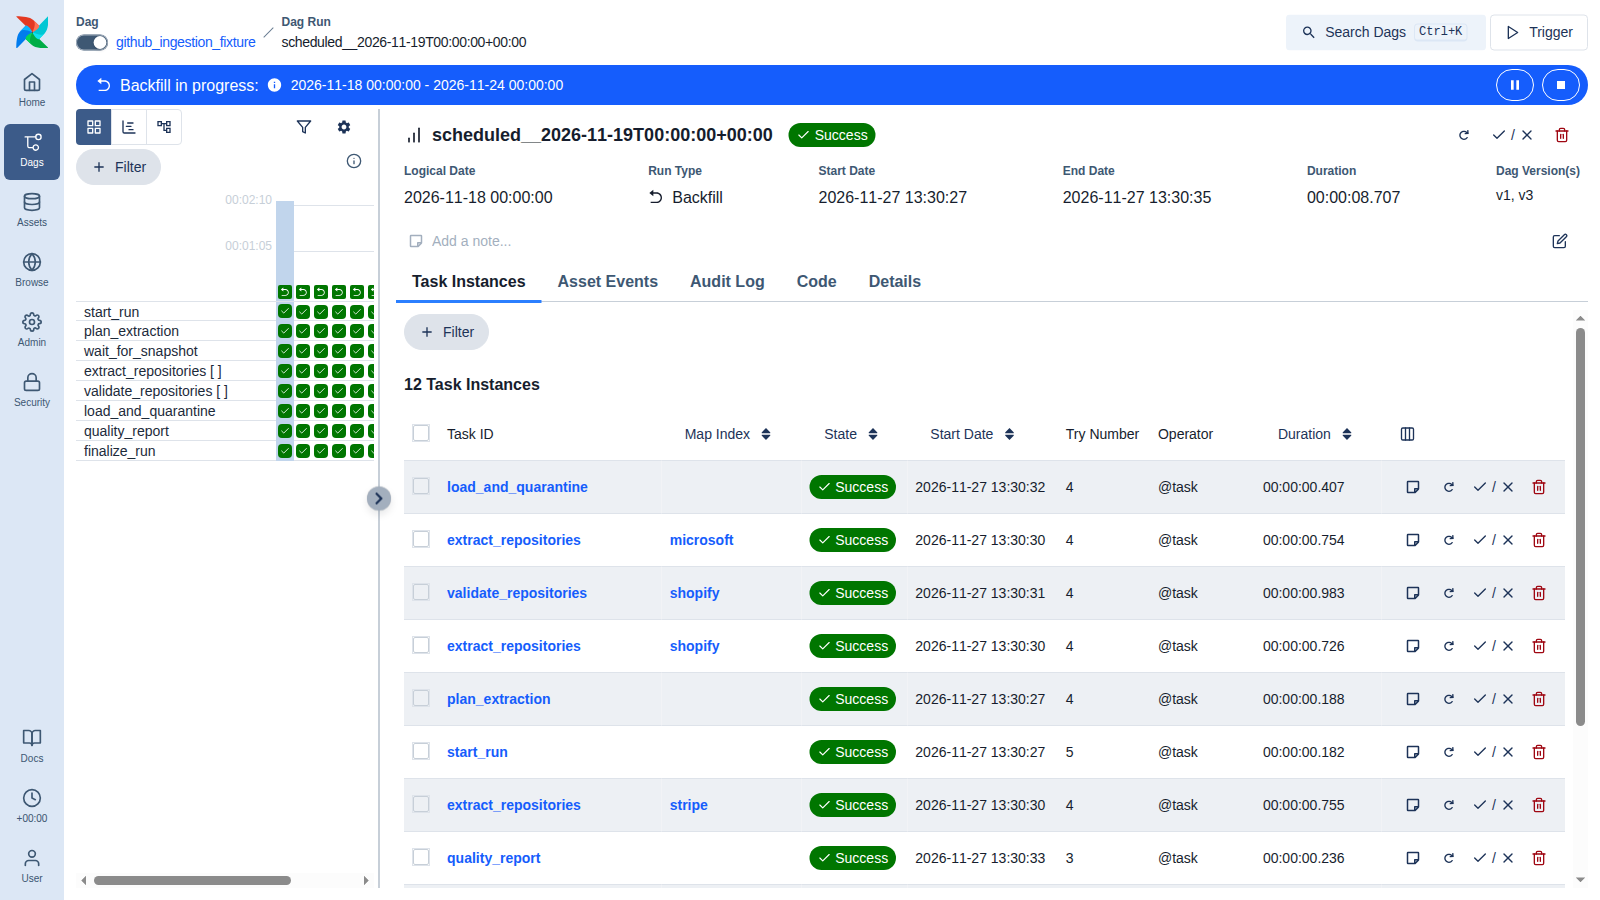 Dag
github_ingestion_fixture
/
Dag Run
scheduled__2026-11-19T00:00:00+00:00
Search Dags Ctrl+K
Trigger
Home
Dags
Assets
Browse
Admin
Security
Docs
+00:00
User
Backfill in progress: 2026-11-18 00:00:00 - 2026-11-24 00:00:00
Filter
00:02:10
00:01:05
start_run
plan_extraction
wait_for_snapshot
extract_repositories [ ]
validate_repositories [ ]
load_and_quarantine
quality_report
finalize_run
scheduled__2026-11-19T00:00:00+00:00 Success
/
Logical Date Run Type Start Date End Date Duration Dag Version(s)
2026-11-18 00:00:00 Backfill 2026-11-27 13:30:27 2026-11-27 13:30:35 00:00:08.707 v1, v3
Add a note...
Task Instances Asset Events Audit Log Code Details
Filter
12 Task Instances
Task ID Map Index State Start Date Try Number Operator Duration
load_and_quarantine Success 2026-11-27 13:30:32 4 @task 00:00:00.407 /
extract_repositories microsoft Success 2026-11-27 13:30:30 4 @task 00:00:00.754 /
validate_repositories shopify Success 2026-11-27 13:30:31 4 @task 00:00:00.983 /
extract_repositories shopify Success 2026-11-27 13:30:30 4 @task 00:00:00.726 /
plan_extraction Success 2026-11-27 13:30:27 4 @task 00:00:00.188 /
start_run Success 2026-11-27 13:30:27 5 @task 00:00:00.182 /
extract_repositories stripe Success 2026-11-27 13:30:30 4 @task 00:00:00.755 /
quality_report Success 2026-11-27 13:30:33 3 @task 00:00:00.236 /